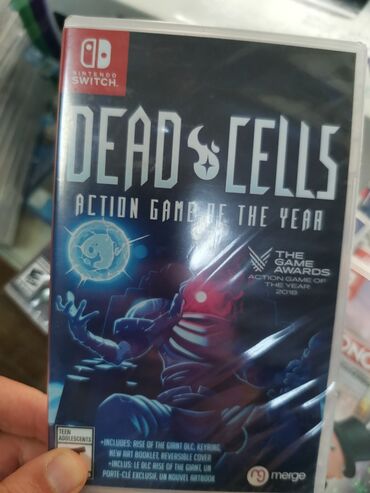 NINTENDO
SWITCH™
DEAD CELLS
ACTION GAME OF THE YEAR
THE
GAME
AWARDS
ACTION GAME OF
THE YEAR
2018
TEEN
ADOLESCENTS
•INCLUDES: RISE OF THE GIANT DLC, KEYRING,
NEW ART BOOKLET, REVERSIBLE COVER
•INCLUS: LE DLC RISE OF THE GIANT, UN
PORTE-CLÉ EXCLUSIF, UN NOUVEL ARTBOOK
merge